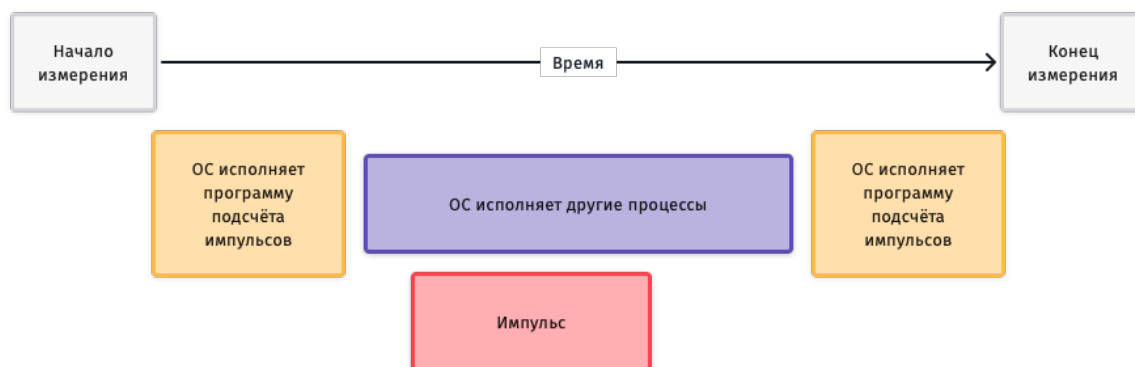 Начало
измерения
Время
Конец
измерения
ОС исполняет
программу
подсчёта
импульсов
ОС исполняет другие процессы
ОС исполняет
программу
подсчёта
импульсов
Импульс